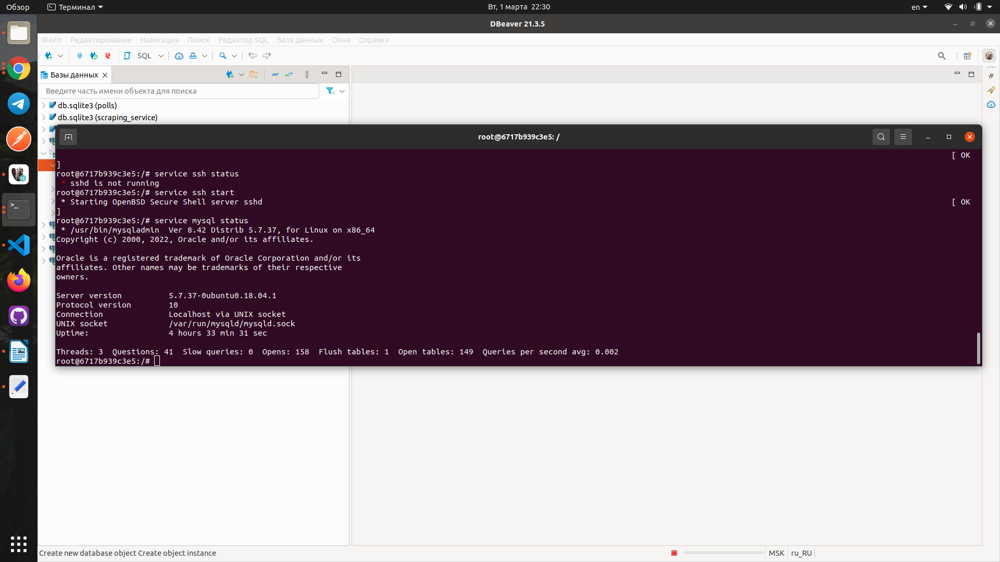 Обзор
Терминал
Вт, 1 марта  22:30
en
DBeaver 21.3.5
Файл Редактирование Навигация Поиск Редактор SQL База данных Окна Справка
SQL
Базы данных
Введите часть имени объекта для поиска
db.sqlite3 (polls)
db.sqlite3 (scraping_service)
root@6717b939c3e5: /
[ OK
]
root@6717b939c3e5:/# service ssh status
* sshd is not running
root@6717b939c3e5:/# service ssh start
* Starting OpenBSD Secure Shell server sshd [ OK
]
root@6717b939c3e5:/# service mysql status
* /usr/bin/mysqladmin  Ver 8.42 Distrib 5.7.37, for Linux on x86_64
Copyright (c) 2000, 2022, Oracle and/or its affiliates.
Oracle is a registered trademark of Oracle Corporation and/or its
affiliates. Other names may be trademarks of their respective
owners.
Server version          5.7.37-0ubuntu0.18.04.1
Protocol version        10
Connection              Localhost via UNIX socket
UNIX socket             /var/run/mysqld/mysqld.sock
Uptime:                 4 hours 33 min 31 sec
Threads: 3  Questions: 41  Slow queries: 0  Opens: 158  Flush tables: 1  Open tables: 149  Queries per second avg: 0.002
root@6717b939c3e5:/#
Create new database object Create object instance
MSK
ru_RU